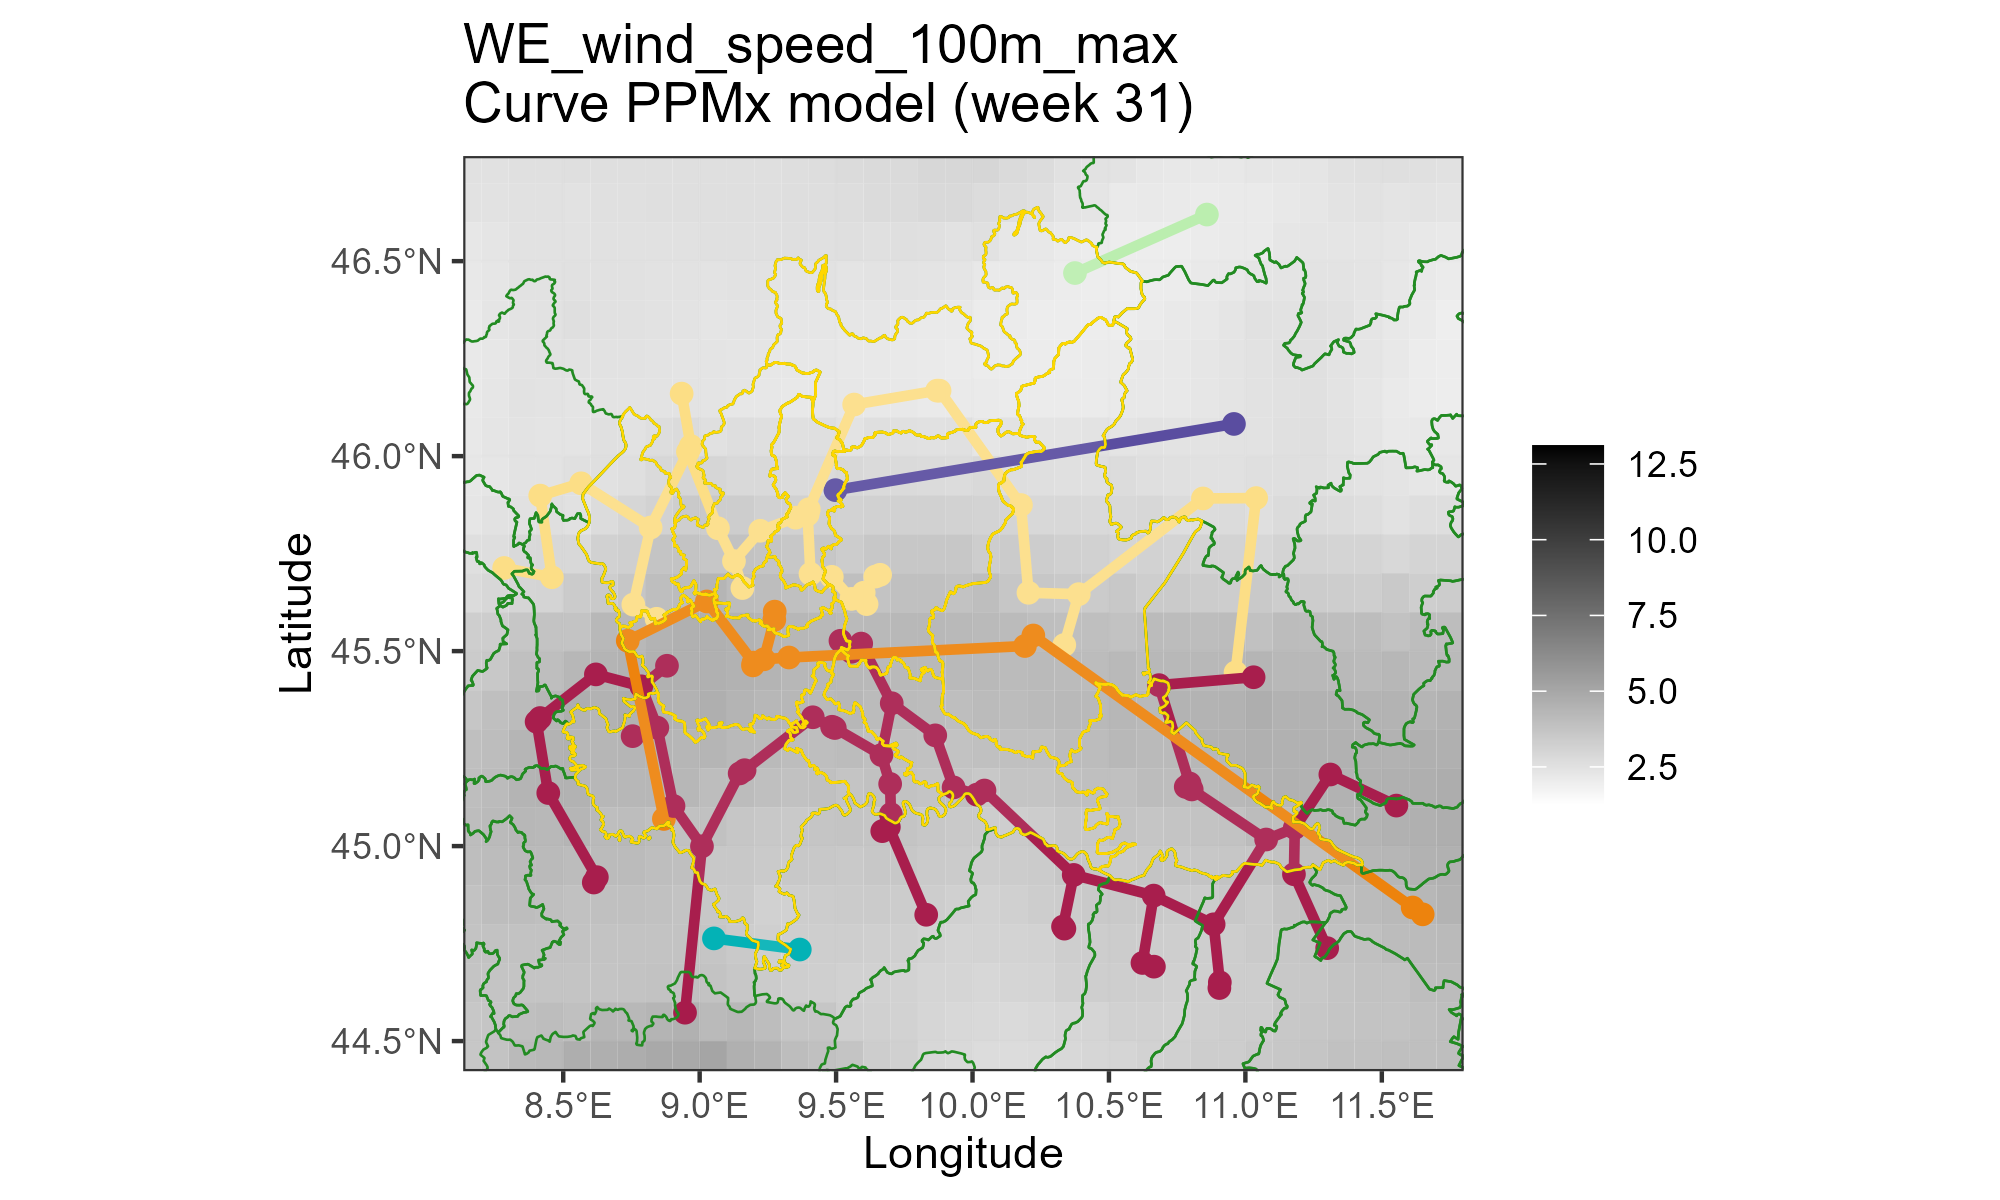 WE_wind_speed_100m_max
Curve PPMx model (week 31)
Latitude
46.5°N
46.0°N
45.5°N
45.0°N
44.5°N
8.5°E
9.0°E
9.5°E
10.0°E
10.5°E
11.0°E
11.5°E
Longitude
12.5
10.0
7.5
5.0
2.5